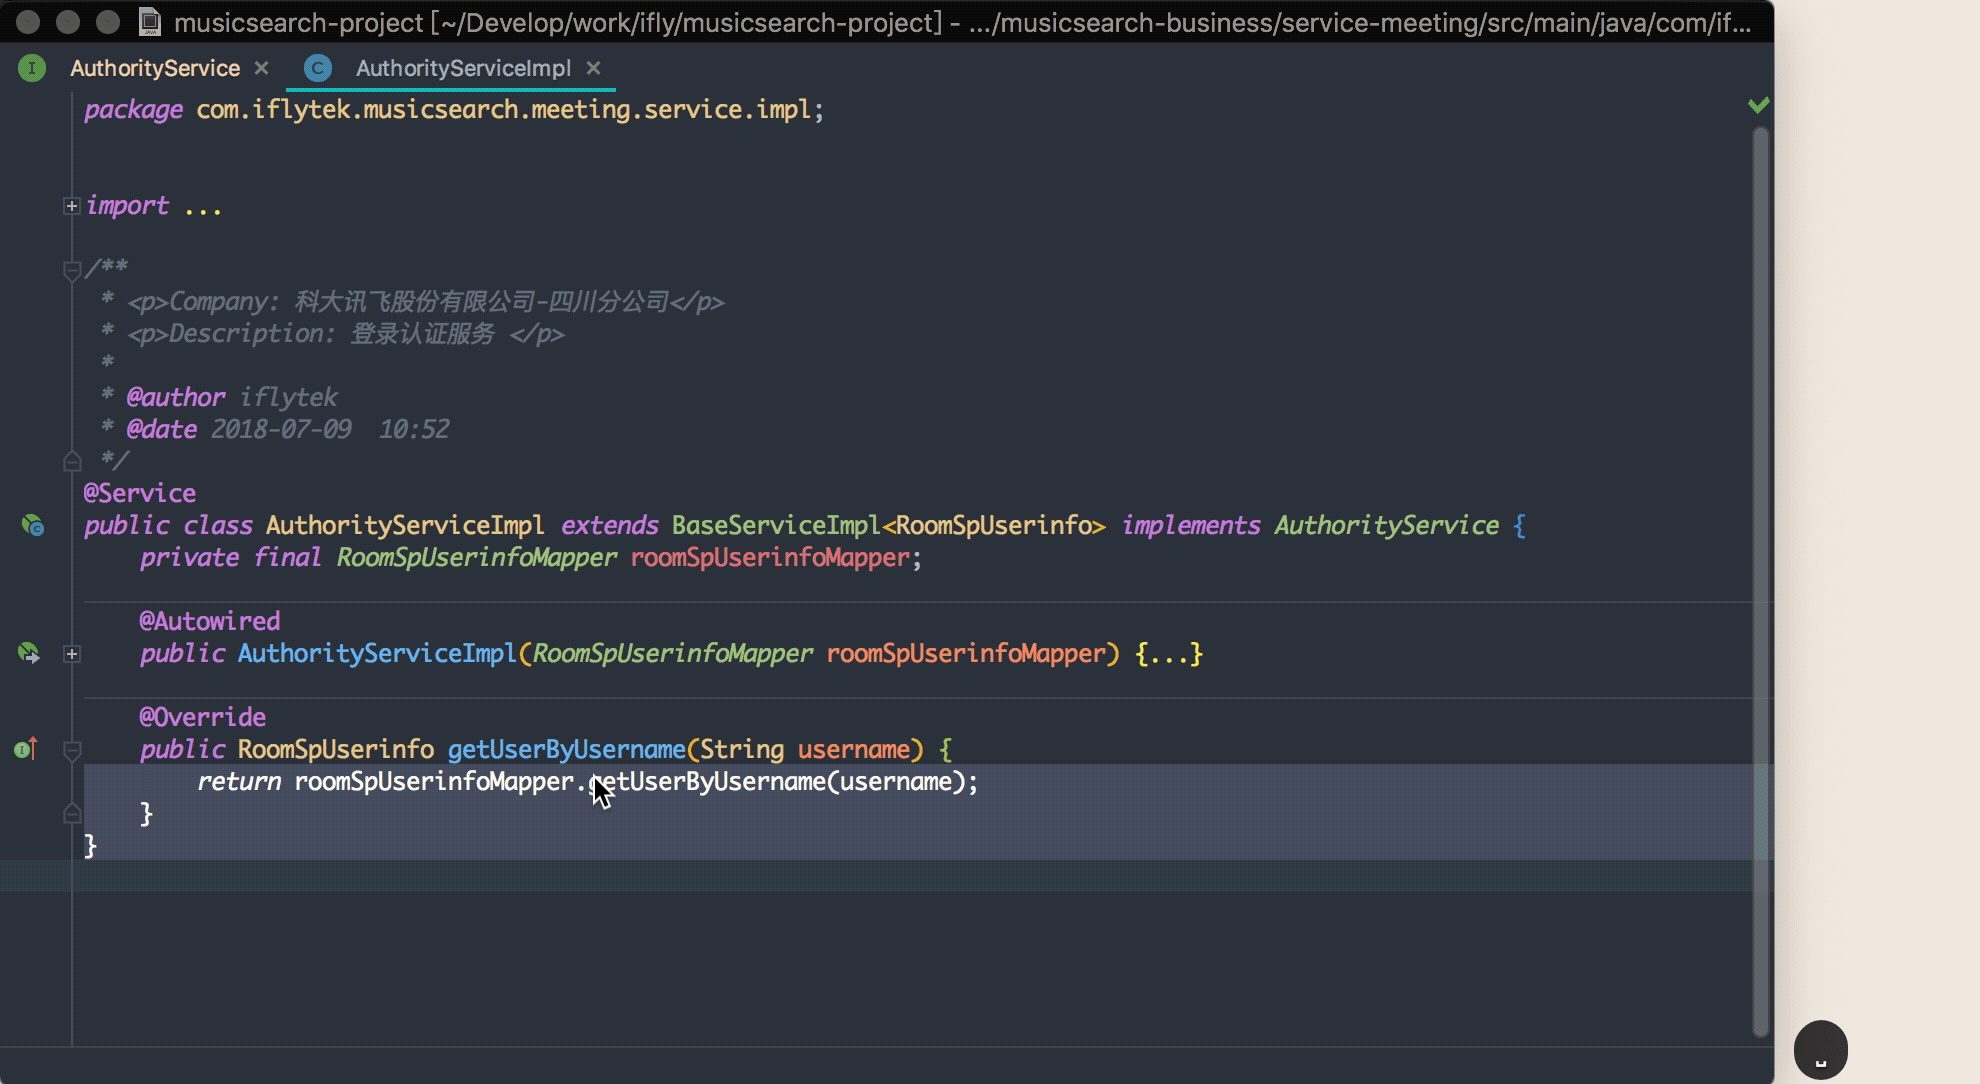 musicsearch-project [~/Develop/work/ifly/musicsearch-project] - .../musicsearch-business/service-meeting/src/main/java/com/if...
AuthorityService × AuthorityServiceImpl ×
package com.iflytek.musicsearch.meeting.service.impl;
import ...
/**
* <p>Company: 科大讯飞股份有限公司-四川分公司</p>
* <p>Description: 登录认证服务 </p>
*
* @author iflytek
* @date 2018-07-09  10:52
*/
@Service
public class AuthorityServiceImpl extends BaseServiceImpl<RoomSpUserinfo> implements AuthorityService {
private final RoomSpUserinfoMapper roomSpUserinfoMapper;
@Autowired
public AuthorityServiceImpl(RoomSpUserinfoMapper roomSpUserinfoMapper) {...}
@Override
public RoomSpUserinfo getUserByUsername(String username) {
return roomSpUserinfoMapper.getUserByUsername(username);
}
}